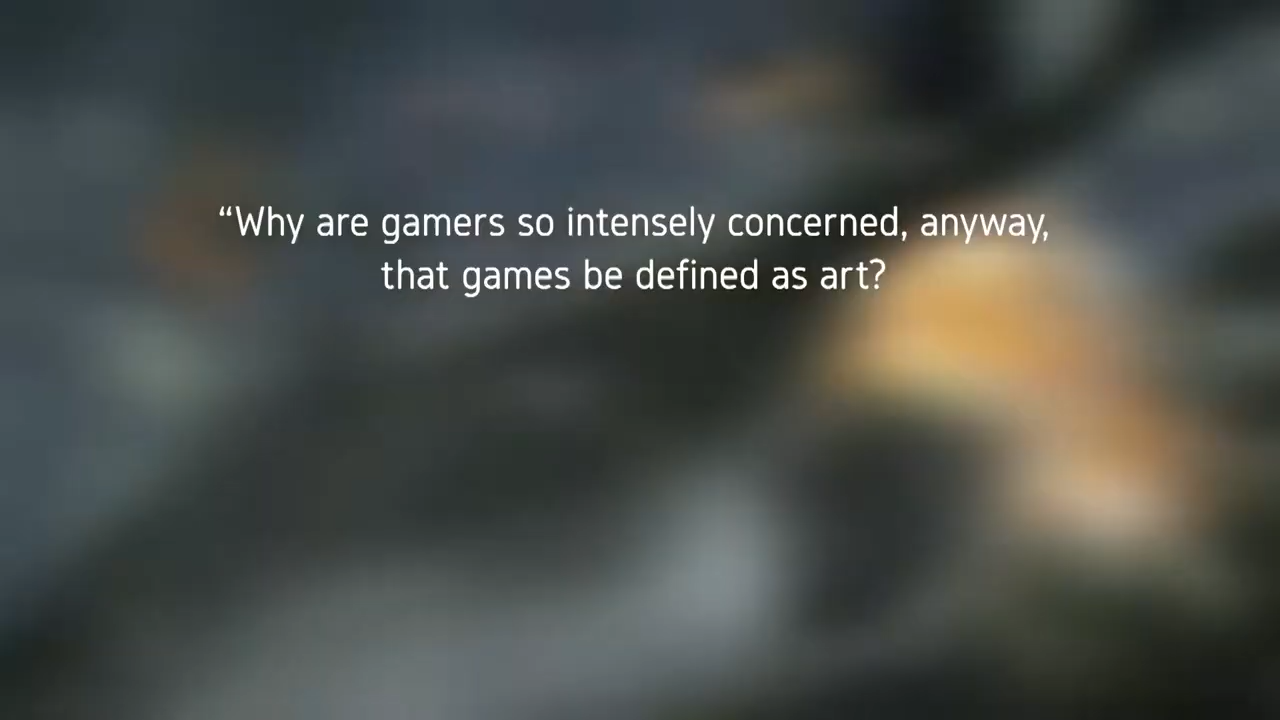 “Why are gamers so intensely concerned, anyway,
that games be defined as art?